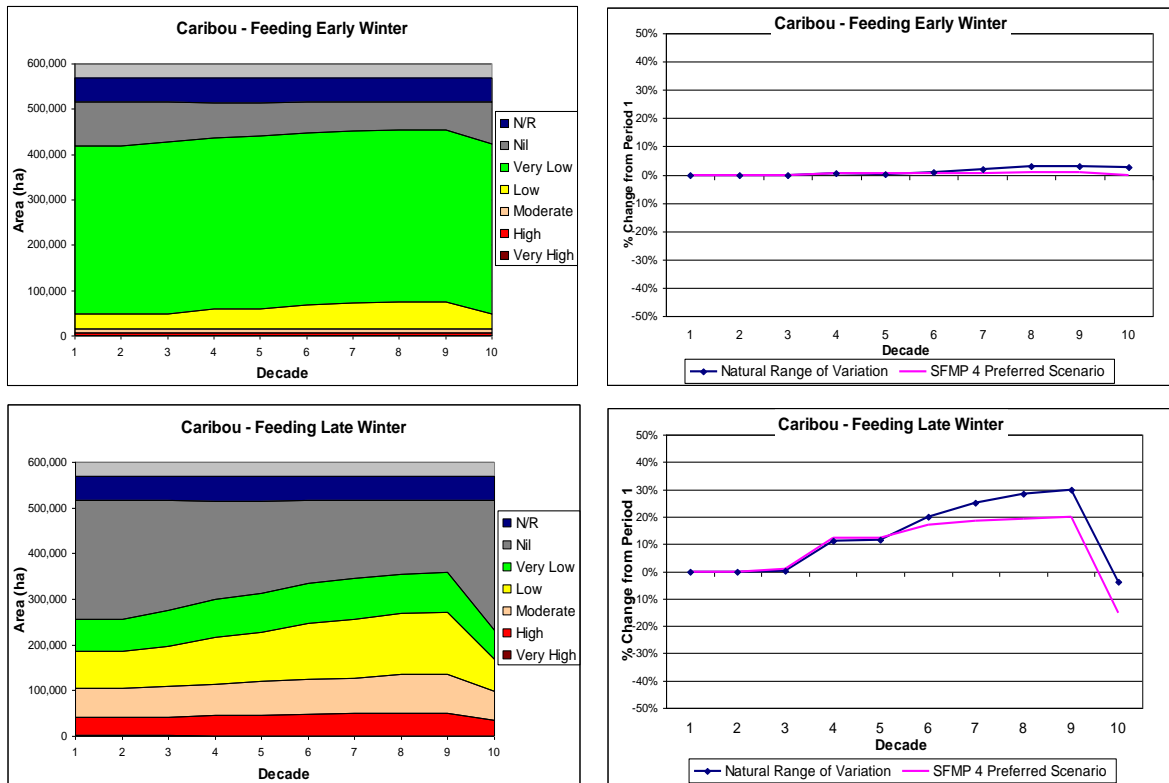 Caribou - Feeding Early Winter
600,000
500,000
400,000
300,000
200,000
100,000
0
Area (ha)
1 2 3 4 5 6 7 8 9 10
Decade
N/R
Nil
Very Low
Low
Moderate
High
Very High
Caribou - Feeding Early Winter
50%
40%
30%
20%
10%
0%
-10%
-20%
-30%
-40%
-50%
% Change from Period 1
1 2 3 4 5 6 7 8 9 10
Decade
Natural Range of Variation SFMP 4 Preferred Scenario
Caribou - Feeding Late Winter
600,000
500,000
400,000
300,000
200,000
100,000
0
Area (ha)
1 2 3 4 5 6 7 8 9 10
Decade
N/R
Nil
Very Low
Low
Moderate
High
Very High
Caribou - Feeding Late Winter
50%
40%
30%
20%
10%
0%
-10%
-20%
-30%
-40%
-50%
% Change from Period 1
1 2 3 4 5 6 7 8 9 10
Decade
Natural Range of Variation SFMP 4 Preferred Scenario